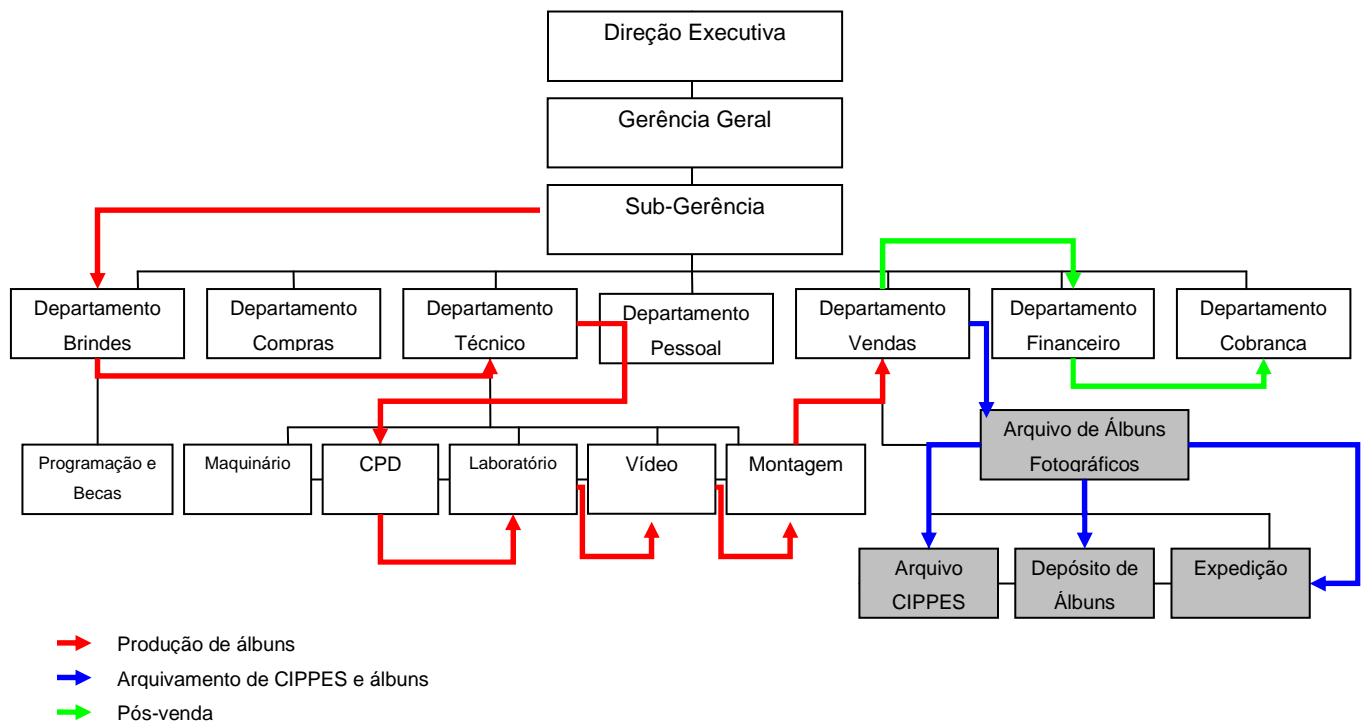 Direção Executiva
Gerência Geral
Sub-Gerência
Departamento
Brindes
Departamento
Compras
Departamento
Técnico
Departamento
Pessoal
Departamento
Vendas
Departamento
Financeiro
Departamento
Cobranca
Programação e
Becas
Maquinário
CPD
Laboratório
Vídeo
Montagem
Arquivo de Álbuns
Fotográficos
Arquivo
CIPPES
Depósito de
Álbuns
Expedição
Produção de álbuns
Arquivamento de CIPPES e álbuns
Pós-venda